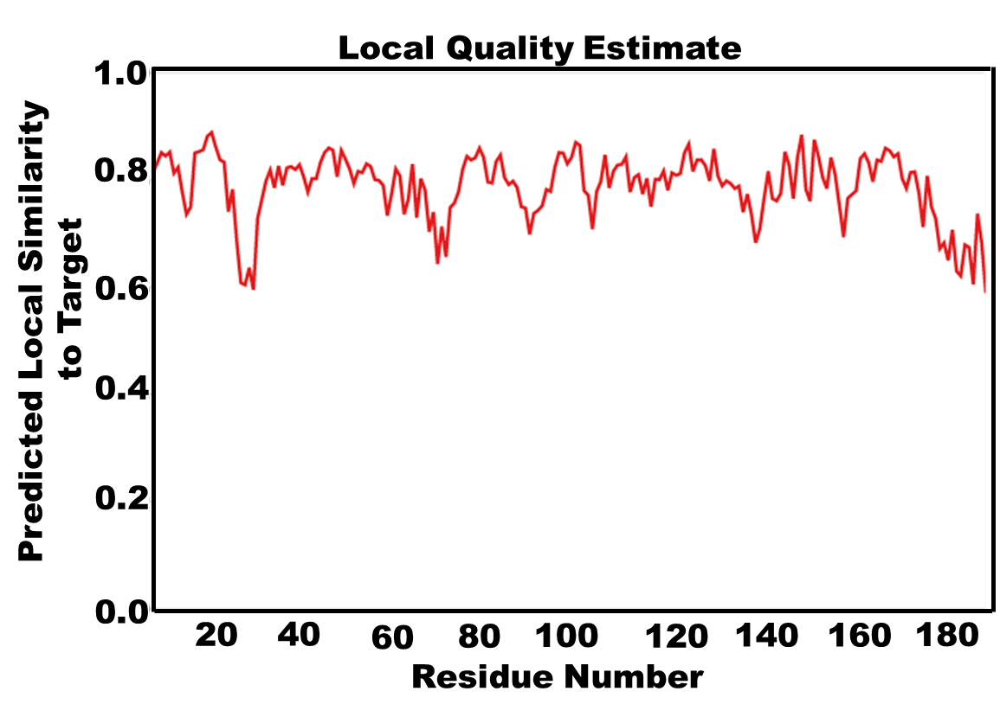 Local Quality Estimate
Predicted Local Similarity
to Target
1.0
0.8
0.6
0.4
0.2
0.0
20 40 60 80 100 120 140 160 180
Residue Number